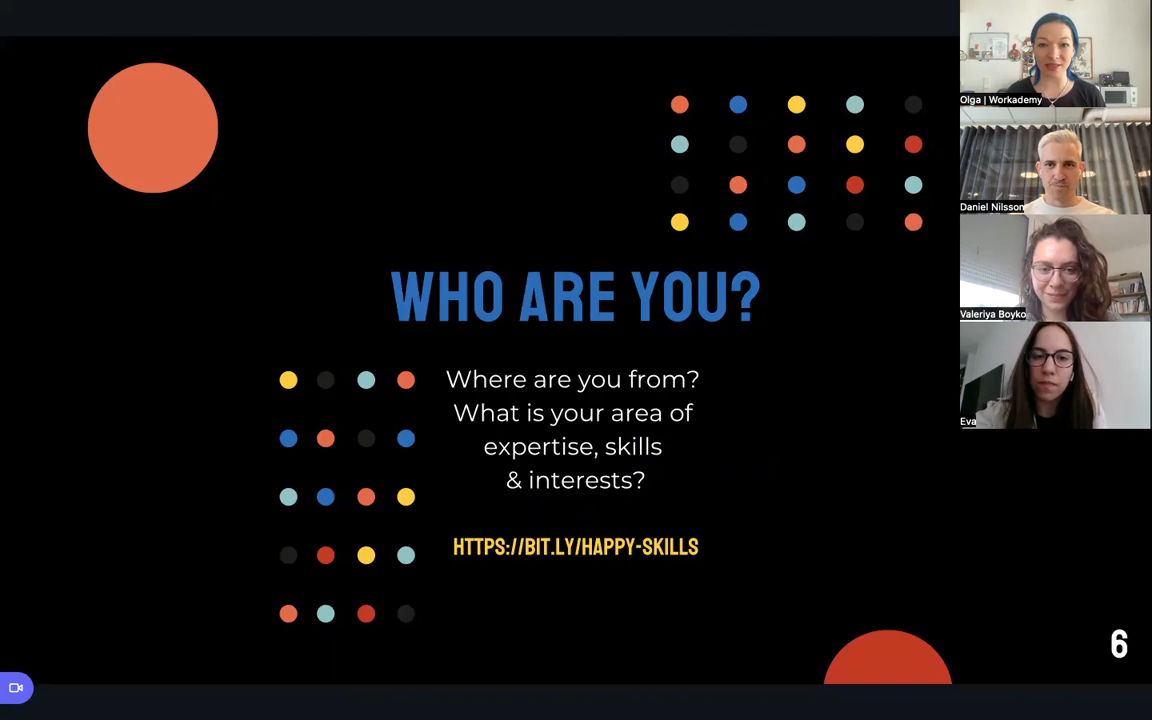 WHO ARE YOU?
Where are you from?
What is your area of
expertise, skills
& interests?
HTTPS://BIT.LY/HAPPY-SKILLS
6
Olga | Workademy
Daniel Nilsson
Valeriya Boyko
Eva